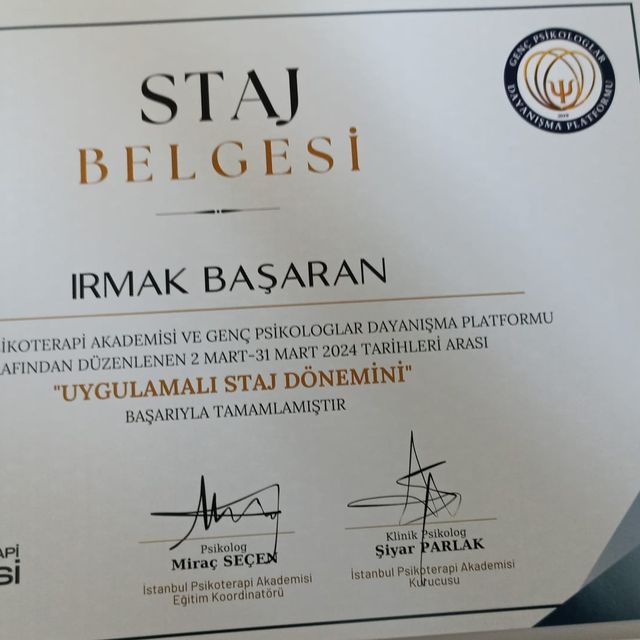 GENÇ PSİKOLOGLAR
DAYANIŞMA PLATFORMU
STAJ
BELGESİ
IRMAK BAŞARAN
İKOTERAPİ AKADEMİSİ VE GENÇ PSİKOLOGLAR DAYANIŞMA PLATFORMU
AFINDAN DÜZENLENEN 2 MART-31 MART 2024 TARİHLERİ ARASI
"UYGULAMALI STAJ DÖNEMİNİ"
BAŞARIYLA TAMAMLAMIŞTIR
Psikolog
Miraç SEÇEN
İstanbul Psikoterapi Akademisi
Eğitim Koordinatörü
Klinik Psikolog
Şiyar PARLAK
İstanbul Psikoterapi Akademisi
Kurucusu
APİ
Sİ